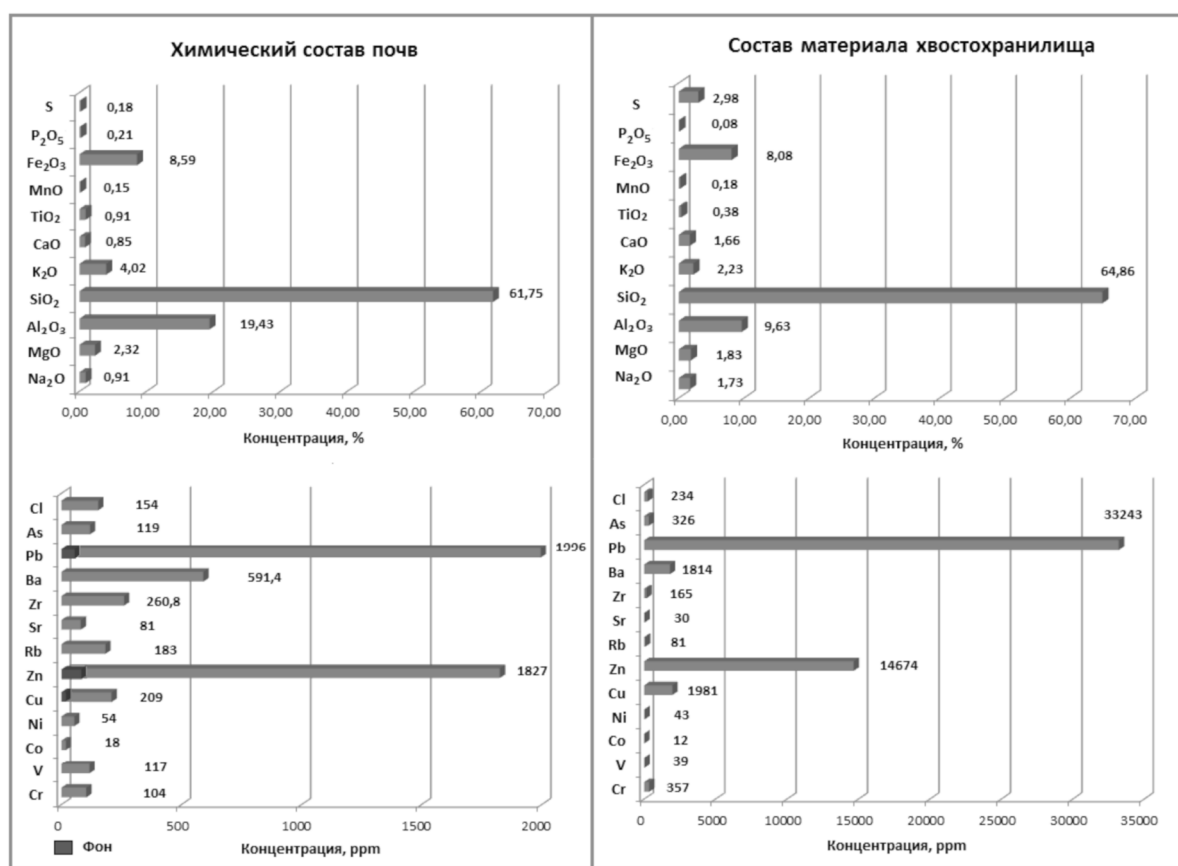 Химический состав почв
S 0,18
P₂O₅ 0,21
Fe₂O₃ 8,59
MnO 0,15
TiO₂ 0,91
CaO 0,85
K₂O 4,02
SiO₂ 61,75
Al₂O₃ 19,43
MgO 2,32
Na₂O 0,91
0,00 10,00 20,00 30,00 40,00 50,00 60,00 70,00
Концентрация, %
Состав материала хвостохранилища
S 2,98
P₂O₅ 0,08
Fe₂O₃ 8,08
MnO 0,18
TiO₂ 0,38
CaO 1,66
K₂O 2,23
SiO₂ 64,86
Al₂O₃ 9,63
MgO 1,83
Na₂O 1,73
0,00 10,00 20,00 30,00 40,00 50,00 60,00 70,00
Концентрация, %
Cl 154
As 119
Pb 1996
Ba 591,4
Zr 260,8
Sr 81
Rb 183
Zn 1827
Cu 209
Ni 54
Co 18
V 117
Cr 104
0 500 1000 1500 2000
Фон Концентрация, ppm
Cl 234
As 326
Pb 33243
Ba 1814
Zr 165
Sr 30
Rb 81
Zn 14674
Cu 1981
Ni 43
Co 12
V 39
Cr 357
0 5000 10000 15000 20000 25000 30000 35000
Концентрация, ppm